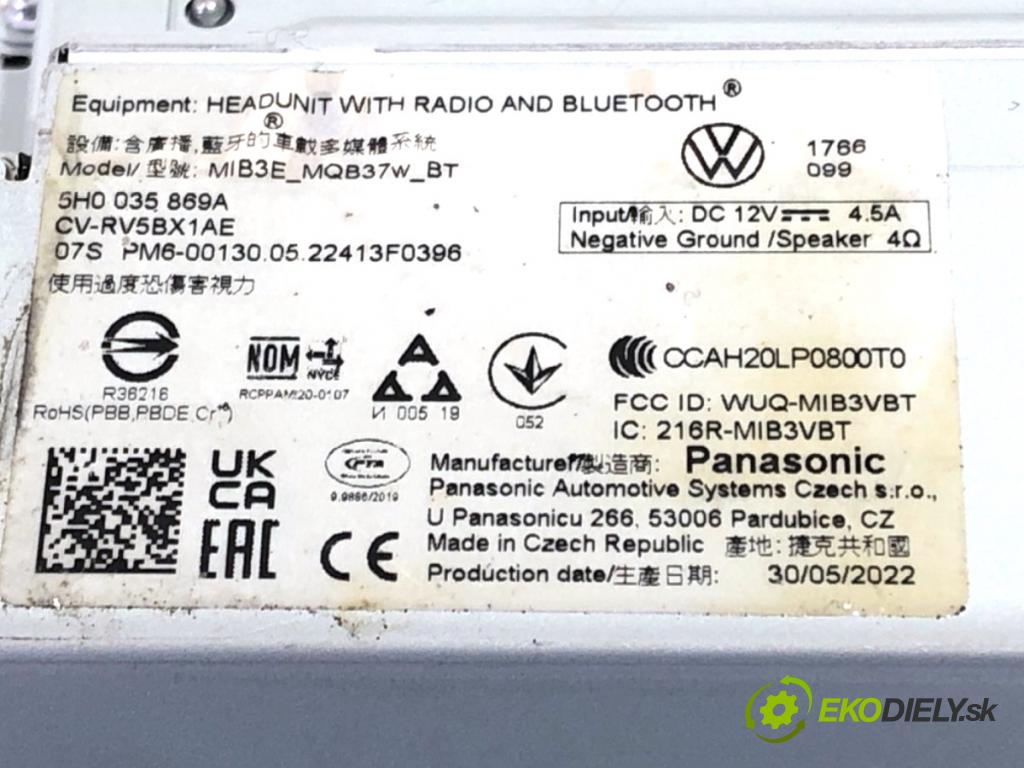 Equipment: HEADUNIT WITH RADIO AND BLUETOOTH®
設備:含廣播,藍牙®的車載多媒體系統
Model/ 型號: MIB3E_MQB37w_BT
5H0 035 869A
CV-RV5BX1AE
07S PM6-00130.05.22413F0396
使用過度恐傷害視力
1766
099
Input/輸入: DC 12V 4.5A
Negative Ground /Speaker 4Ω
R36216
RoHS(PBB,PBDE,Cr⁺⁶)
NOM
NYCE
RCPPAMI20-0107
И 005 19
052
CCAH20LP0800T0
FCC ID: WUQ-MIB3VBT
IC: 216R-MIB3VBT
UK
CA
EAC
PTA
9.9886/2019
CE
Manufacturer/製造商: Panasonic
Panasonic Automotive Systems Czech s.r.o.,
U Panasonicu 266, 53006 Pardubice, CZ
Made in Czech Republic 產地: 捷克共和國
Production date/生產日期: 30/05/2022
EKODIELY.sk